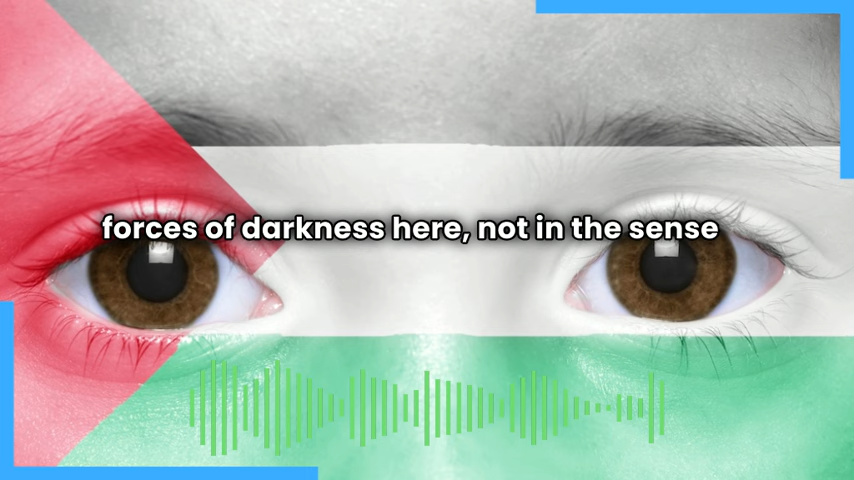 forces of darkness here, not in the sense